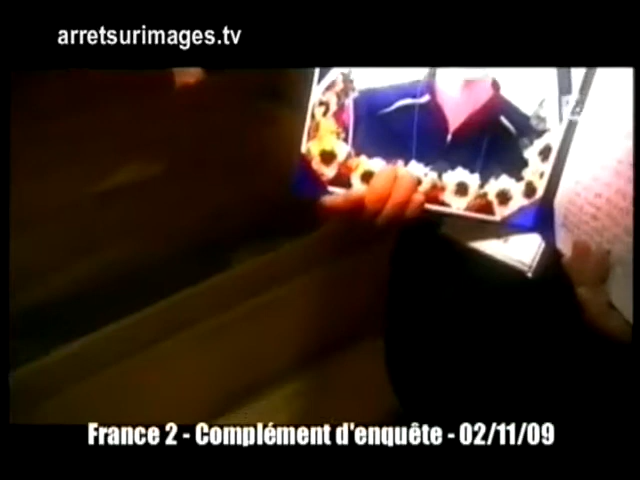 arretsurimages.tv
France 2 - Complément d'enquête - 02/11/09